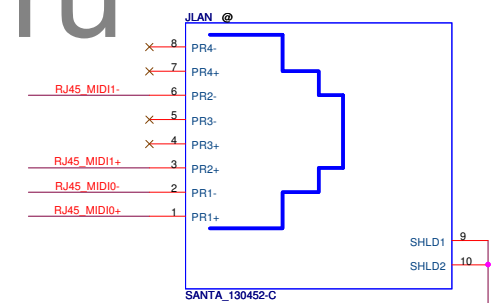 ru
JLAN @
8 PR4-
7 PR4+
RJ45_MIDI1- 6 PR2-
5 PR3-
4 PR3+
RJ45_MIDI1+ 3 PR2+
RJ45_MIDI0- 2 PR1-
RJ45_MIDI0+ 1 PR1+
SHLD1 9
SHLD2 10
SANTA_130452-C